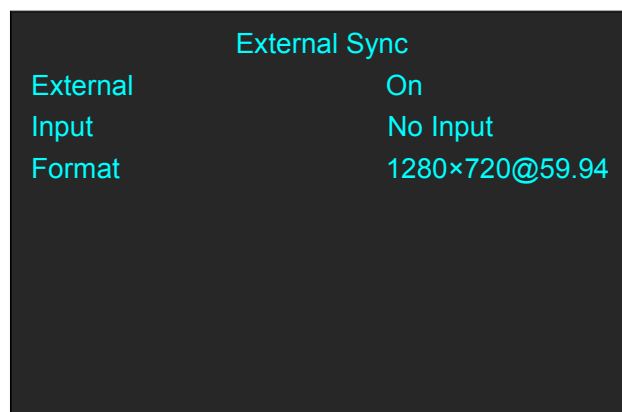 External Sync
External On
Input No Input
Format 1280×720@59.94